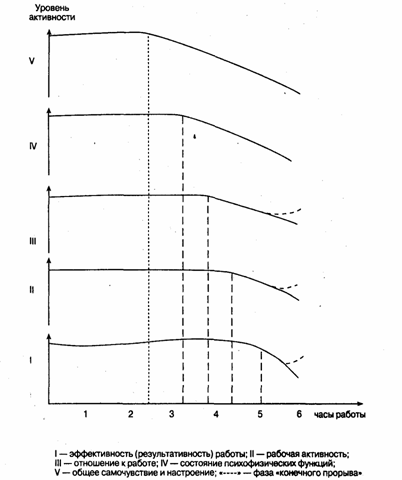 Уровень
активности
V
IV
III
II
I
1 2 3 4 5 6 часы работы
I — эффективность (результативность) работы; II — рабочая активность;
III — отношение к работе; IV — состояние психофизических функций;
V — общее самочувствие и настроение; «----» — фаза «конечного прорыва»